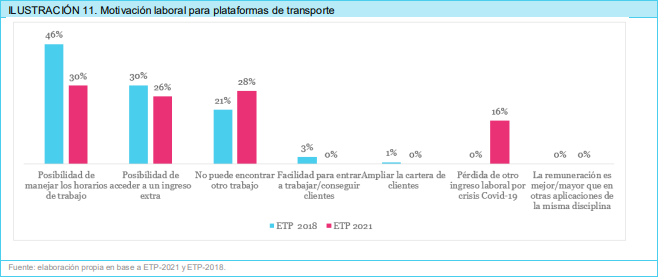 ILUSTRACIÓN 11. Motivación laboral para plataformas de transporte
46%
30%
30%
26%
21%
28%
3%
0%
1%
0%
0%
16%
0%
0%
Posibilidad de
manejar los horarios
de trabajo
Posibilidad de
acceder a un ingreso
extra
No puede encontrar
otro trabajo
Facilidad para entrar
a trabajar/conseguir
clientes
Ampliar la cartera de
clientes
Pérdida de otro
ingreso laboral por
crisis Covid-19
La remuneración es
mejor/mayor que en
otras aplicaciones de
la misma disciplina
ETP 2018
ETP 2021
Fuente: elaboración propia en base a ETP-2021 y ETP-2018.